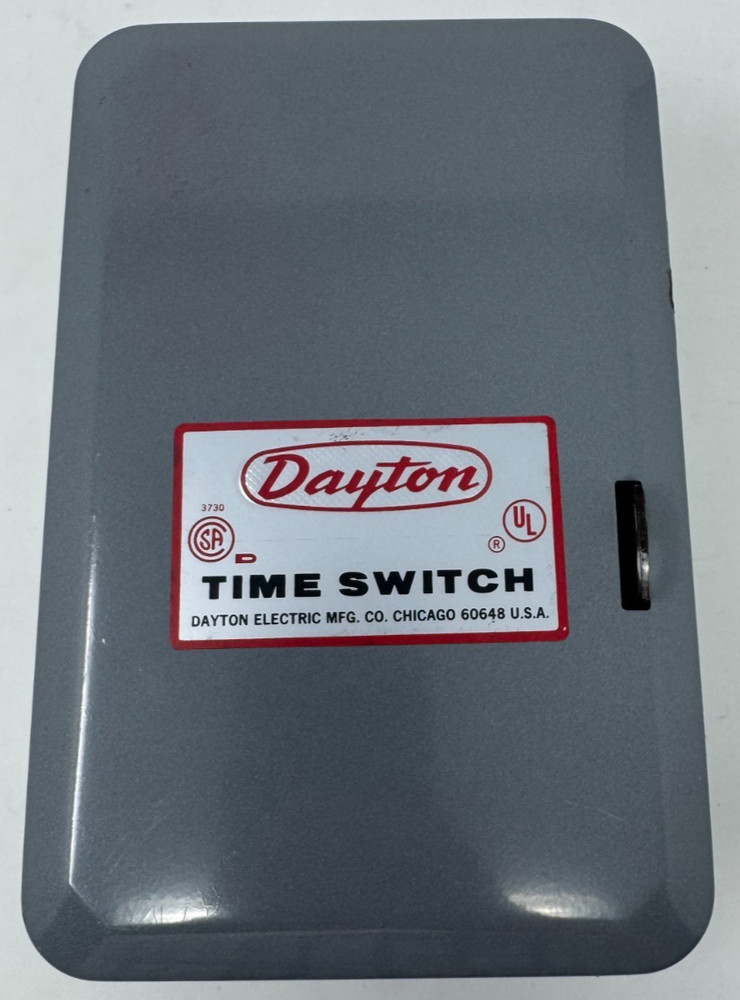 Dayton
3730
SA
UL
®
D
TIME SWITCH
DAYTON ELECTRIC MFG. CO. CHICAGO 60648 U.S.A.